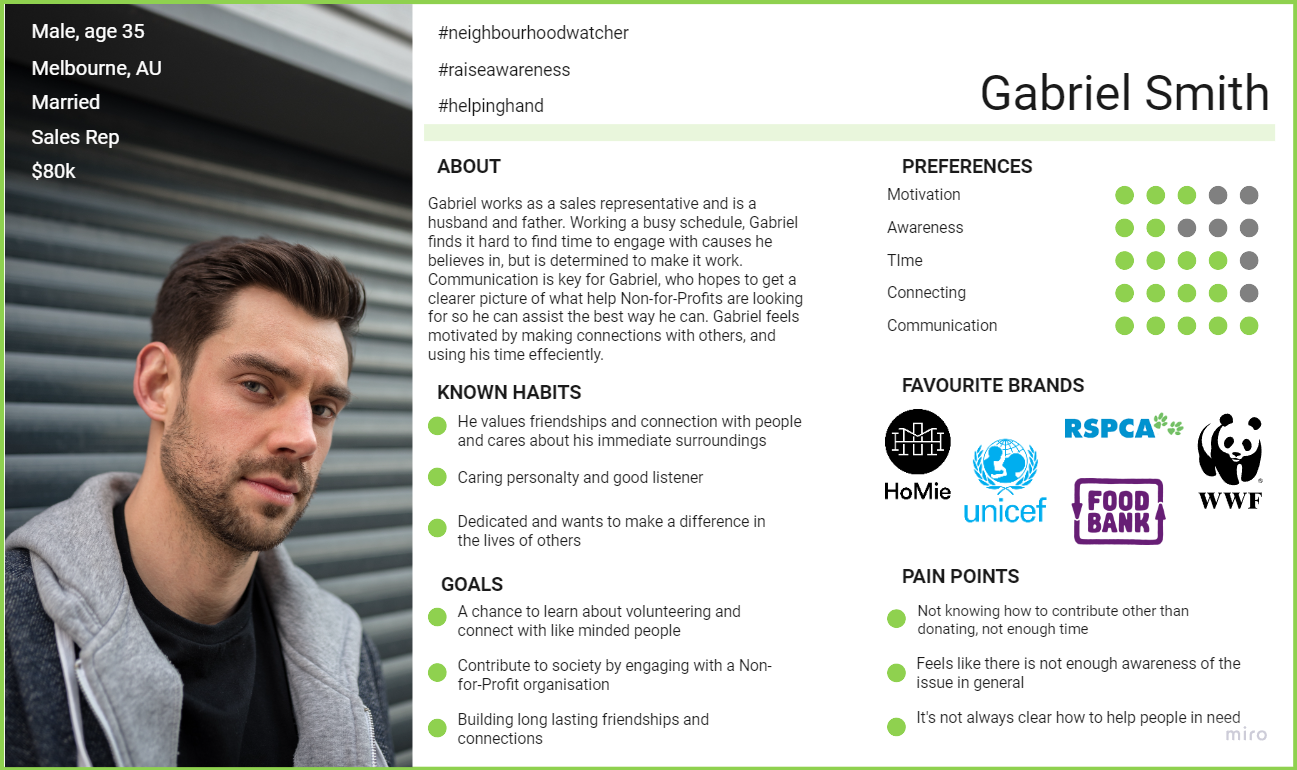 Male, age 35
Melbourne, AU
Married
Sales Rep
$80k
#neighbourhoodwatcher
#raiseawareness
#helpinghand
Gabriel Smith
ABOUT
Gabriel works as a sales representative and is a
husband and father. Working a busy schedule, Gabriel
finds it hard to find time to engage with causes he
believes in, but is determined to make it work.
Communication is key for Gabriel, who hopes to get a
clearer picture of what help Non-for-Profits are looking
for so he can assist the best way he can. Gabriel feels
motivated by making connections with others, and
using his time effeciently.
KNOWN HABITS
He values friendships and connection with people
and cares about his immediate surroundings
Caring personalty and good listener
Dedicated and wants to make a difference in
the lives of others
GOALS
A chance to learn about volunteering and
connect with like minded people
Contribute to society by engaging with a Non-
for-Profit organisation
Building long lasting friendships and
connections
PREFERENCES
Motivation
Awareness
TIme
Connecting
Communication
FAVOURITE BRANDS
HoMie
unicef
RSPCA
FOOD
BANK
WWF
®
PAIN POINTS
Not knowing how to contribute other than
donating, not enough time
Feels like there is not enough awareness of the
issue in general
It's not always clear how to help people in need
miro